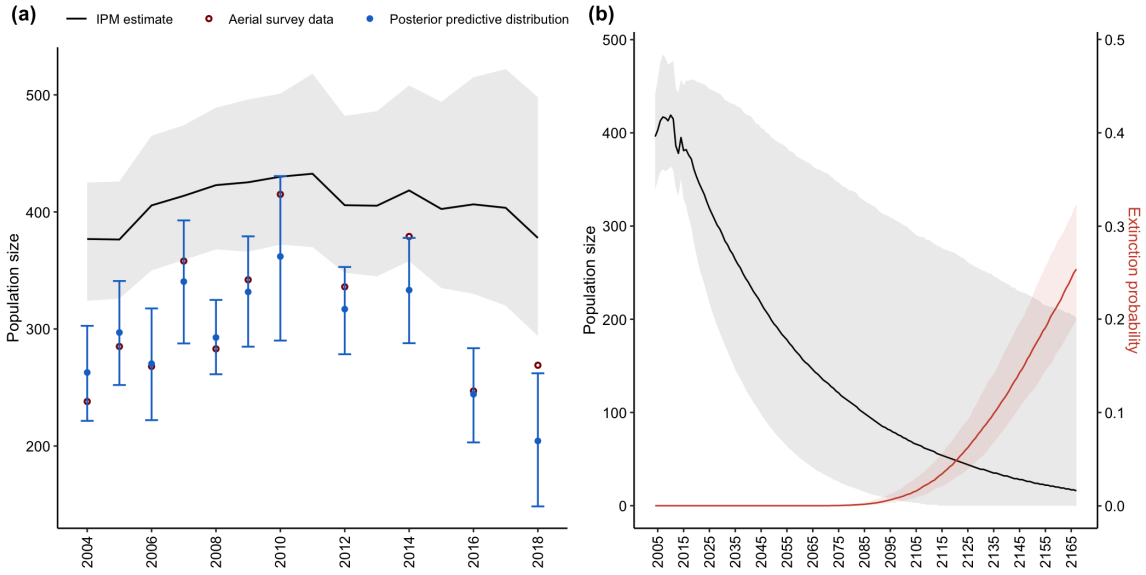 (a) IPM estimate Aerial survey data Posterior predictive distribution
Population size
500
400
300
200
2004 2006 2008 2010 2012 2014 2016 2018
(b)
Population size
500
400
300
200
100
0
2005 2015 2025 2035 2045 2055 2065 2075 2085 2095 2105 2115 2125 2135 2145 2155 2165
0.5
0.4
0.3
0.2
0.1
0.0
Extinction probability